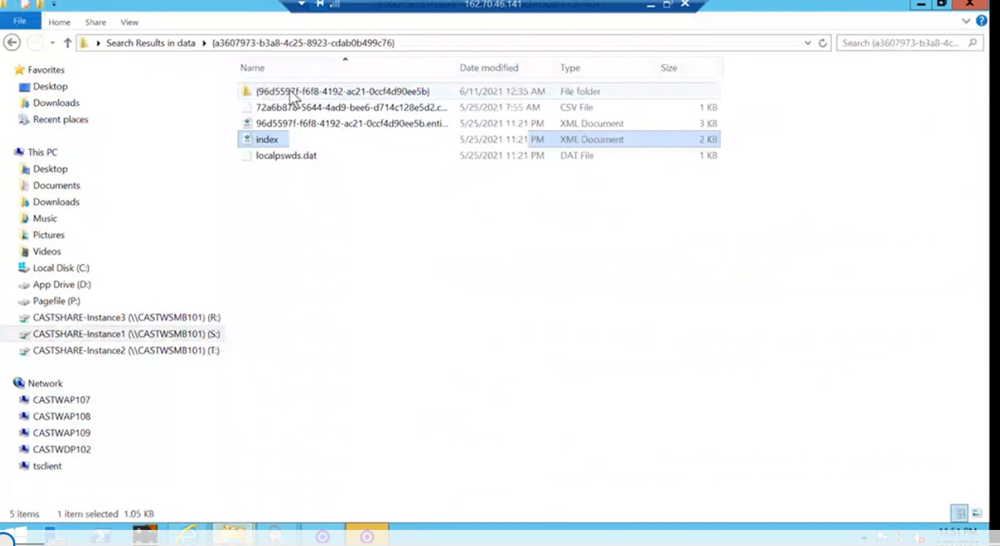 162.70.46.141
File Home Share View
Search Results in data {a3607973-b3a8-4c25-8923-cdab0b499c76}
Search {a3607973-b3a8-4c...
Favorites
Desktop
Downloads
Recent places
This PC
Desktop
Documents
Downloads
Music
Pictures
Videos
Local Disk (C:)
App Drive (D:)
Pagefile (P:)
CASTSHARE-Instance3 (\\CASTWSMB101) (R:)
CASTSHARE-Instance1 (\\CASTWSMB101) (S:)
CASTSHARE-Instance2 (\\CASTWSMB101) (T:)
Network
CASTWAP107
CASTWAP108
CASTWAP109
CASTWDP102
tsclient
Name Date modified Type Size
{96d5597f-f6f8-4192-ac21-0ccf4d90ee5b} 6/11/2021 12:35 AM File folder
72a6b878-5644-4ad9-bee6-d714c128e5d2.c... 5/25/2021 7:55 AM CSV File 1 KB
96d5597f-f6f8-4192-ac21-0ccf4d90ee5b.enti... 5/25/2021 11:21 PM XML Document 3 KB
index 5/25/2021 11:21 PM XML Document 2 KB
localpswds.dat 5/25/2021 11:21 PM DAT File 1 KB
5 items 1 item selected 1.05 KB
11:51 PM